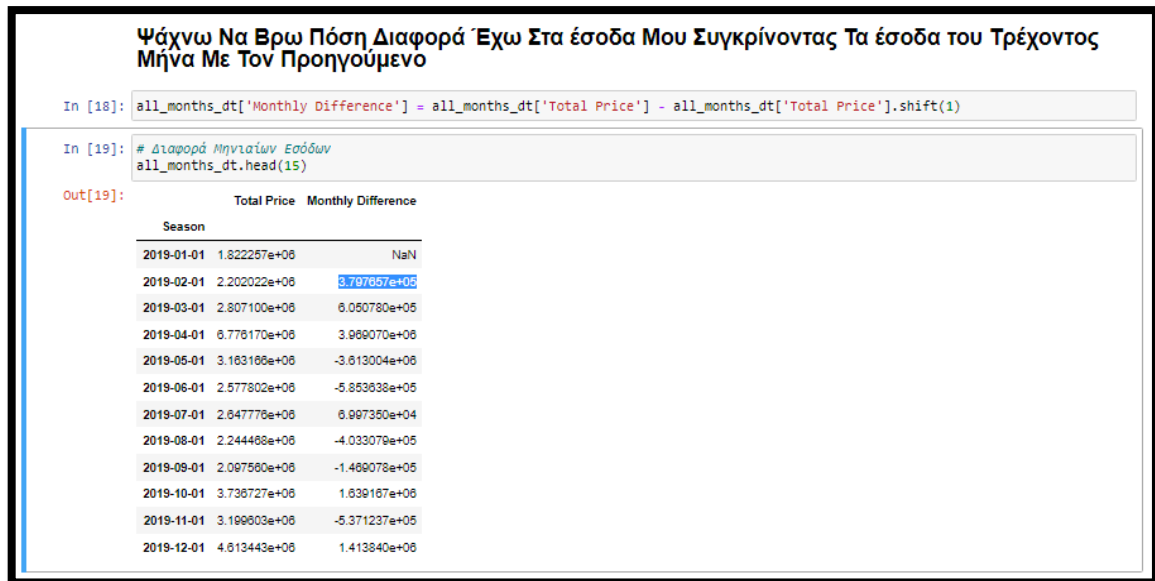 Ψάχνω Να Βρω Πόση Διαφορά Έχω Στα έσοδα Μου Συγκρίνοντας Τα έσοδα του Τρέχοντος
Μήνα Με Τον Προηγούμενο
In [18]: all_months_dt['Monthly Difference'] = all_months_dt['Total Price'] - all_months_dt['Total Price'].shift(1)
In [19]: # Διαφορά Μηνιαίων Εσόδων
all_months_dt.head(15)
Out[19]:
Total Price Monthly Difference
Season
2019-01-01 1.822257e+06 NaN
2019-02-01 2.202022e+06 3.797657e+05
2019-03-01 2.807100e+06 6.050780e+05
2019-04-01 6.776170e+06 3.969070e+06
2019-05-01 3.163166e+06 -3.613004e+06
2019-06-01 2.577802e+06 -5.853638e+05
2019-07-01 2.647776e+06 6.997350e+04
2019-08-01 2.244468e+06 -4.033079e+05
2019-09-01 2.097560e+06 -1.469078e+05
2019-10-01 3.736727e+06 1.639167e+06
2019-11-01 3.199603e+06 -5.371237e+05
2019-12-01 4.613443e+06 1.413840e+06